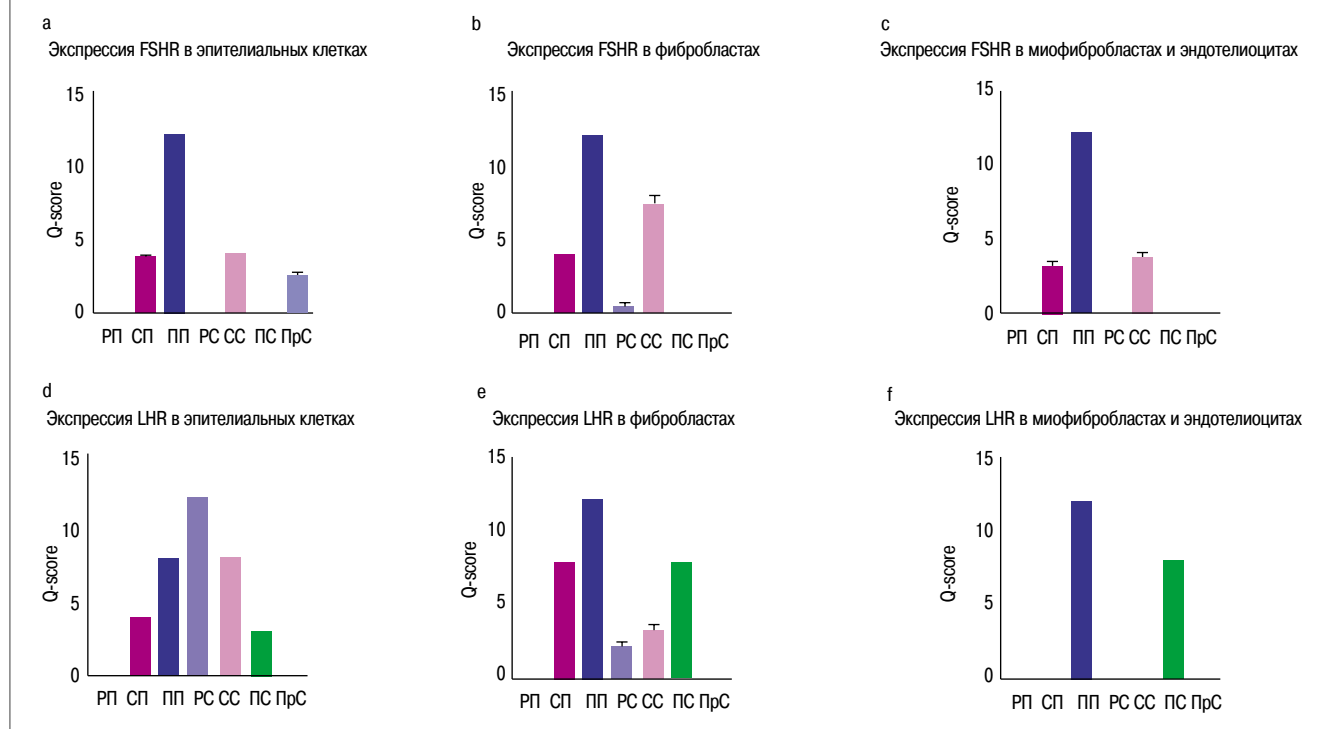 a
Экспрессия FSHR в эпителиальных клетках
15
10
5
0
Q-score
РП СП ПП РС СС ПС ПрС
b
Экспрессия FSHR в фибробластах
15
10
5
0
Q-score
РП СП ПП РС СС ПС ПрС
c
Экспрессия FSHR в миофибробластах и эндотелиоцитах
15
10
5
0
Q-score
РП СП ПП РС СС ПС ПрС
d
Экспрессия LHR в эпителиальных клетках
15
10
5
0
Q-score
РП СП ПП РС СС ПС ПрС
e
Экспрессия LHR в фибробластах
15
10
5
0
Q-score
РП СП ПП РС СС ПС ПрС
f
Экспрессия LHR в миофибробластах и эндотелиоцитах
15
10
5
0
Q-score
РП СП ПП РС СС ПС ПрС